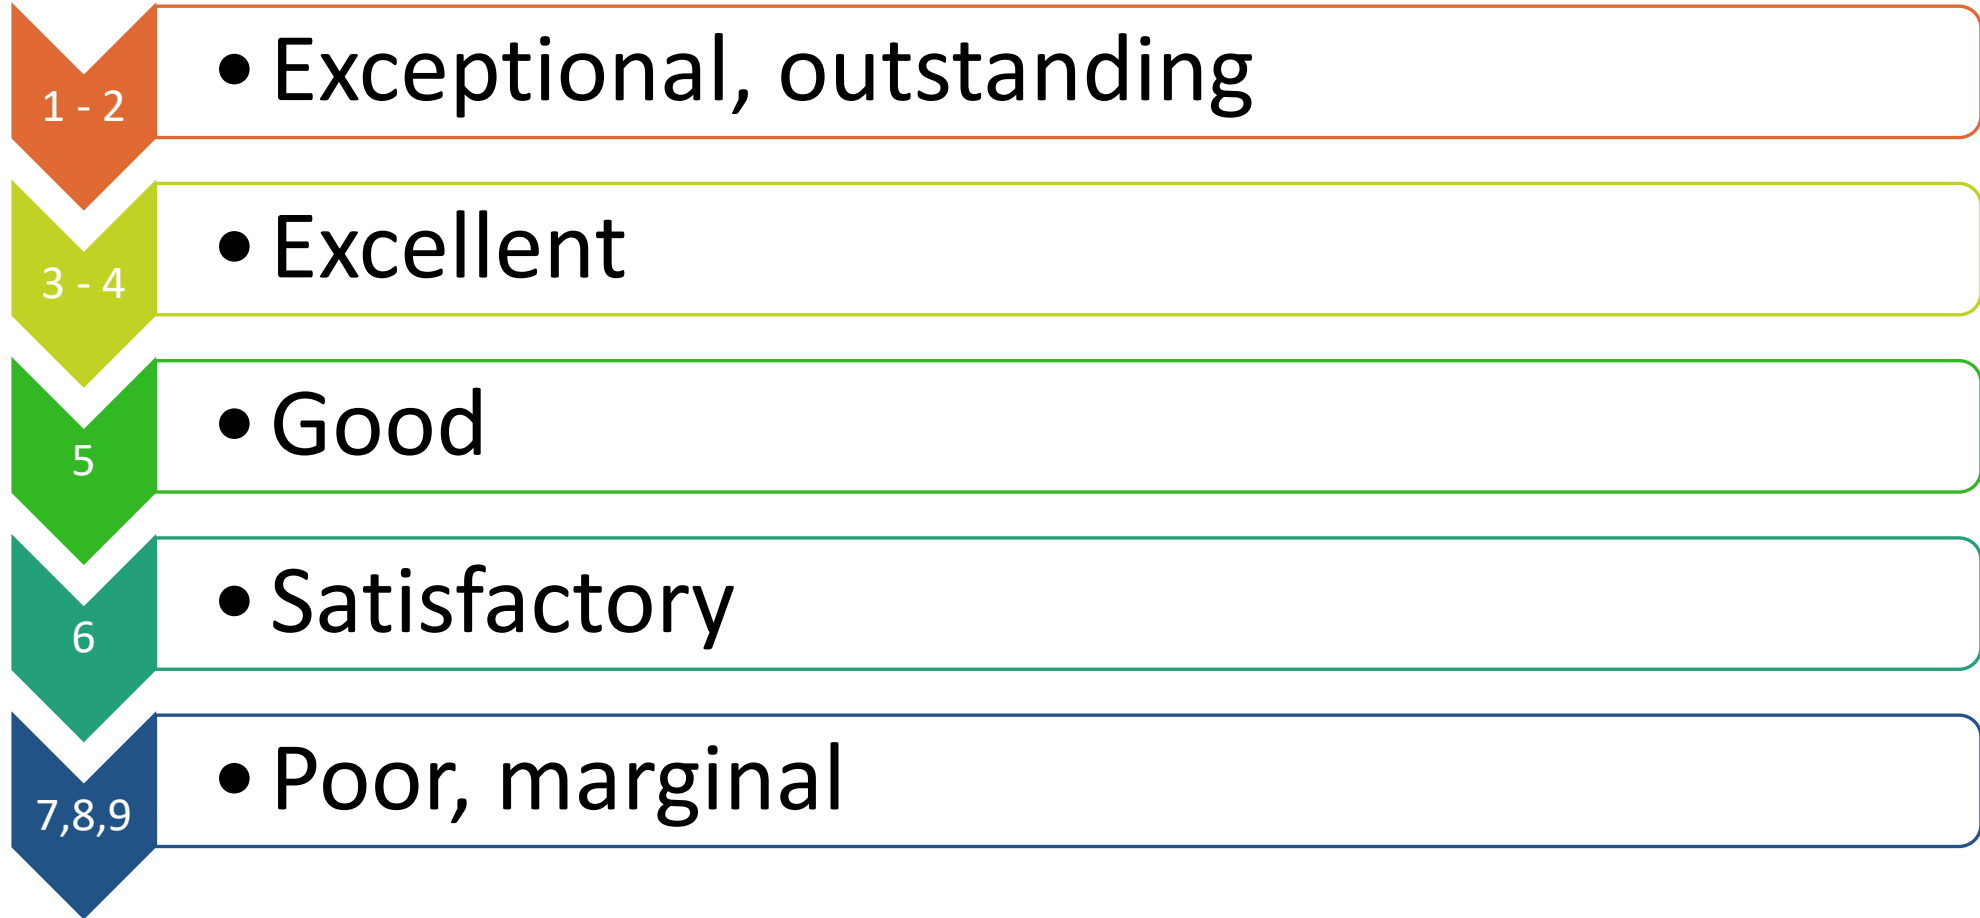 1 - 2
• Exceptional, outstanding
3 - 4
• Excellent
5
• Good
6
• Satisfactory
7,8,9
• Poor, marginal